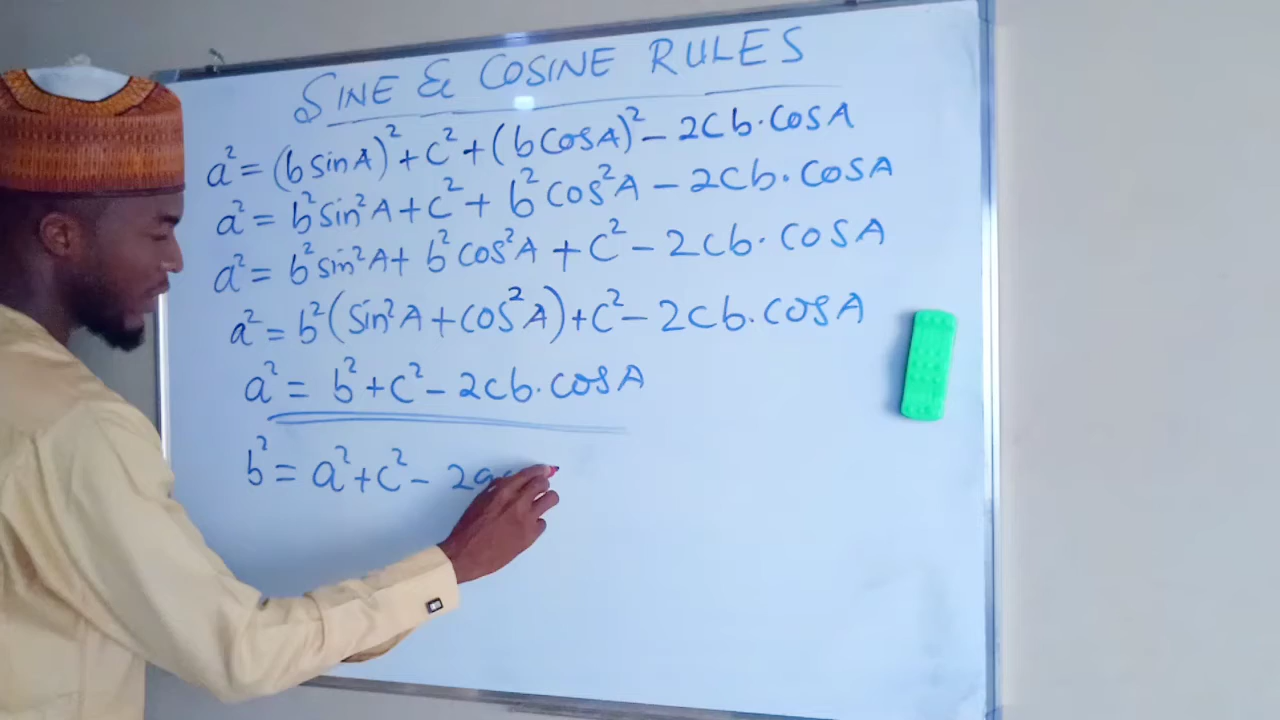 SINE & COSINE RULES
a² = (b sin A)² + c² + (b cos A)² - 2cb · cos A
a² = b² sin² A + c² + b² cos² A - 2cb · cos A
a² = b² sin² A + b² cos² A + c² - 2cb · cos A
a² = b² (sin² A + cos² A) + c² - 2cb · cos A
a² = b² + c² - 2cb · cos A
b² = a² + c² - 2a